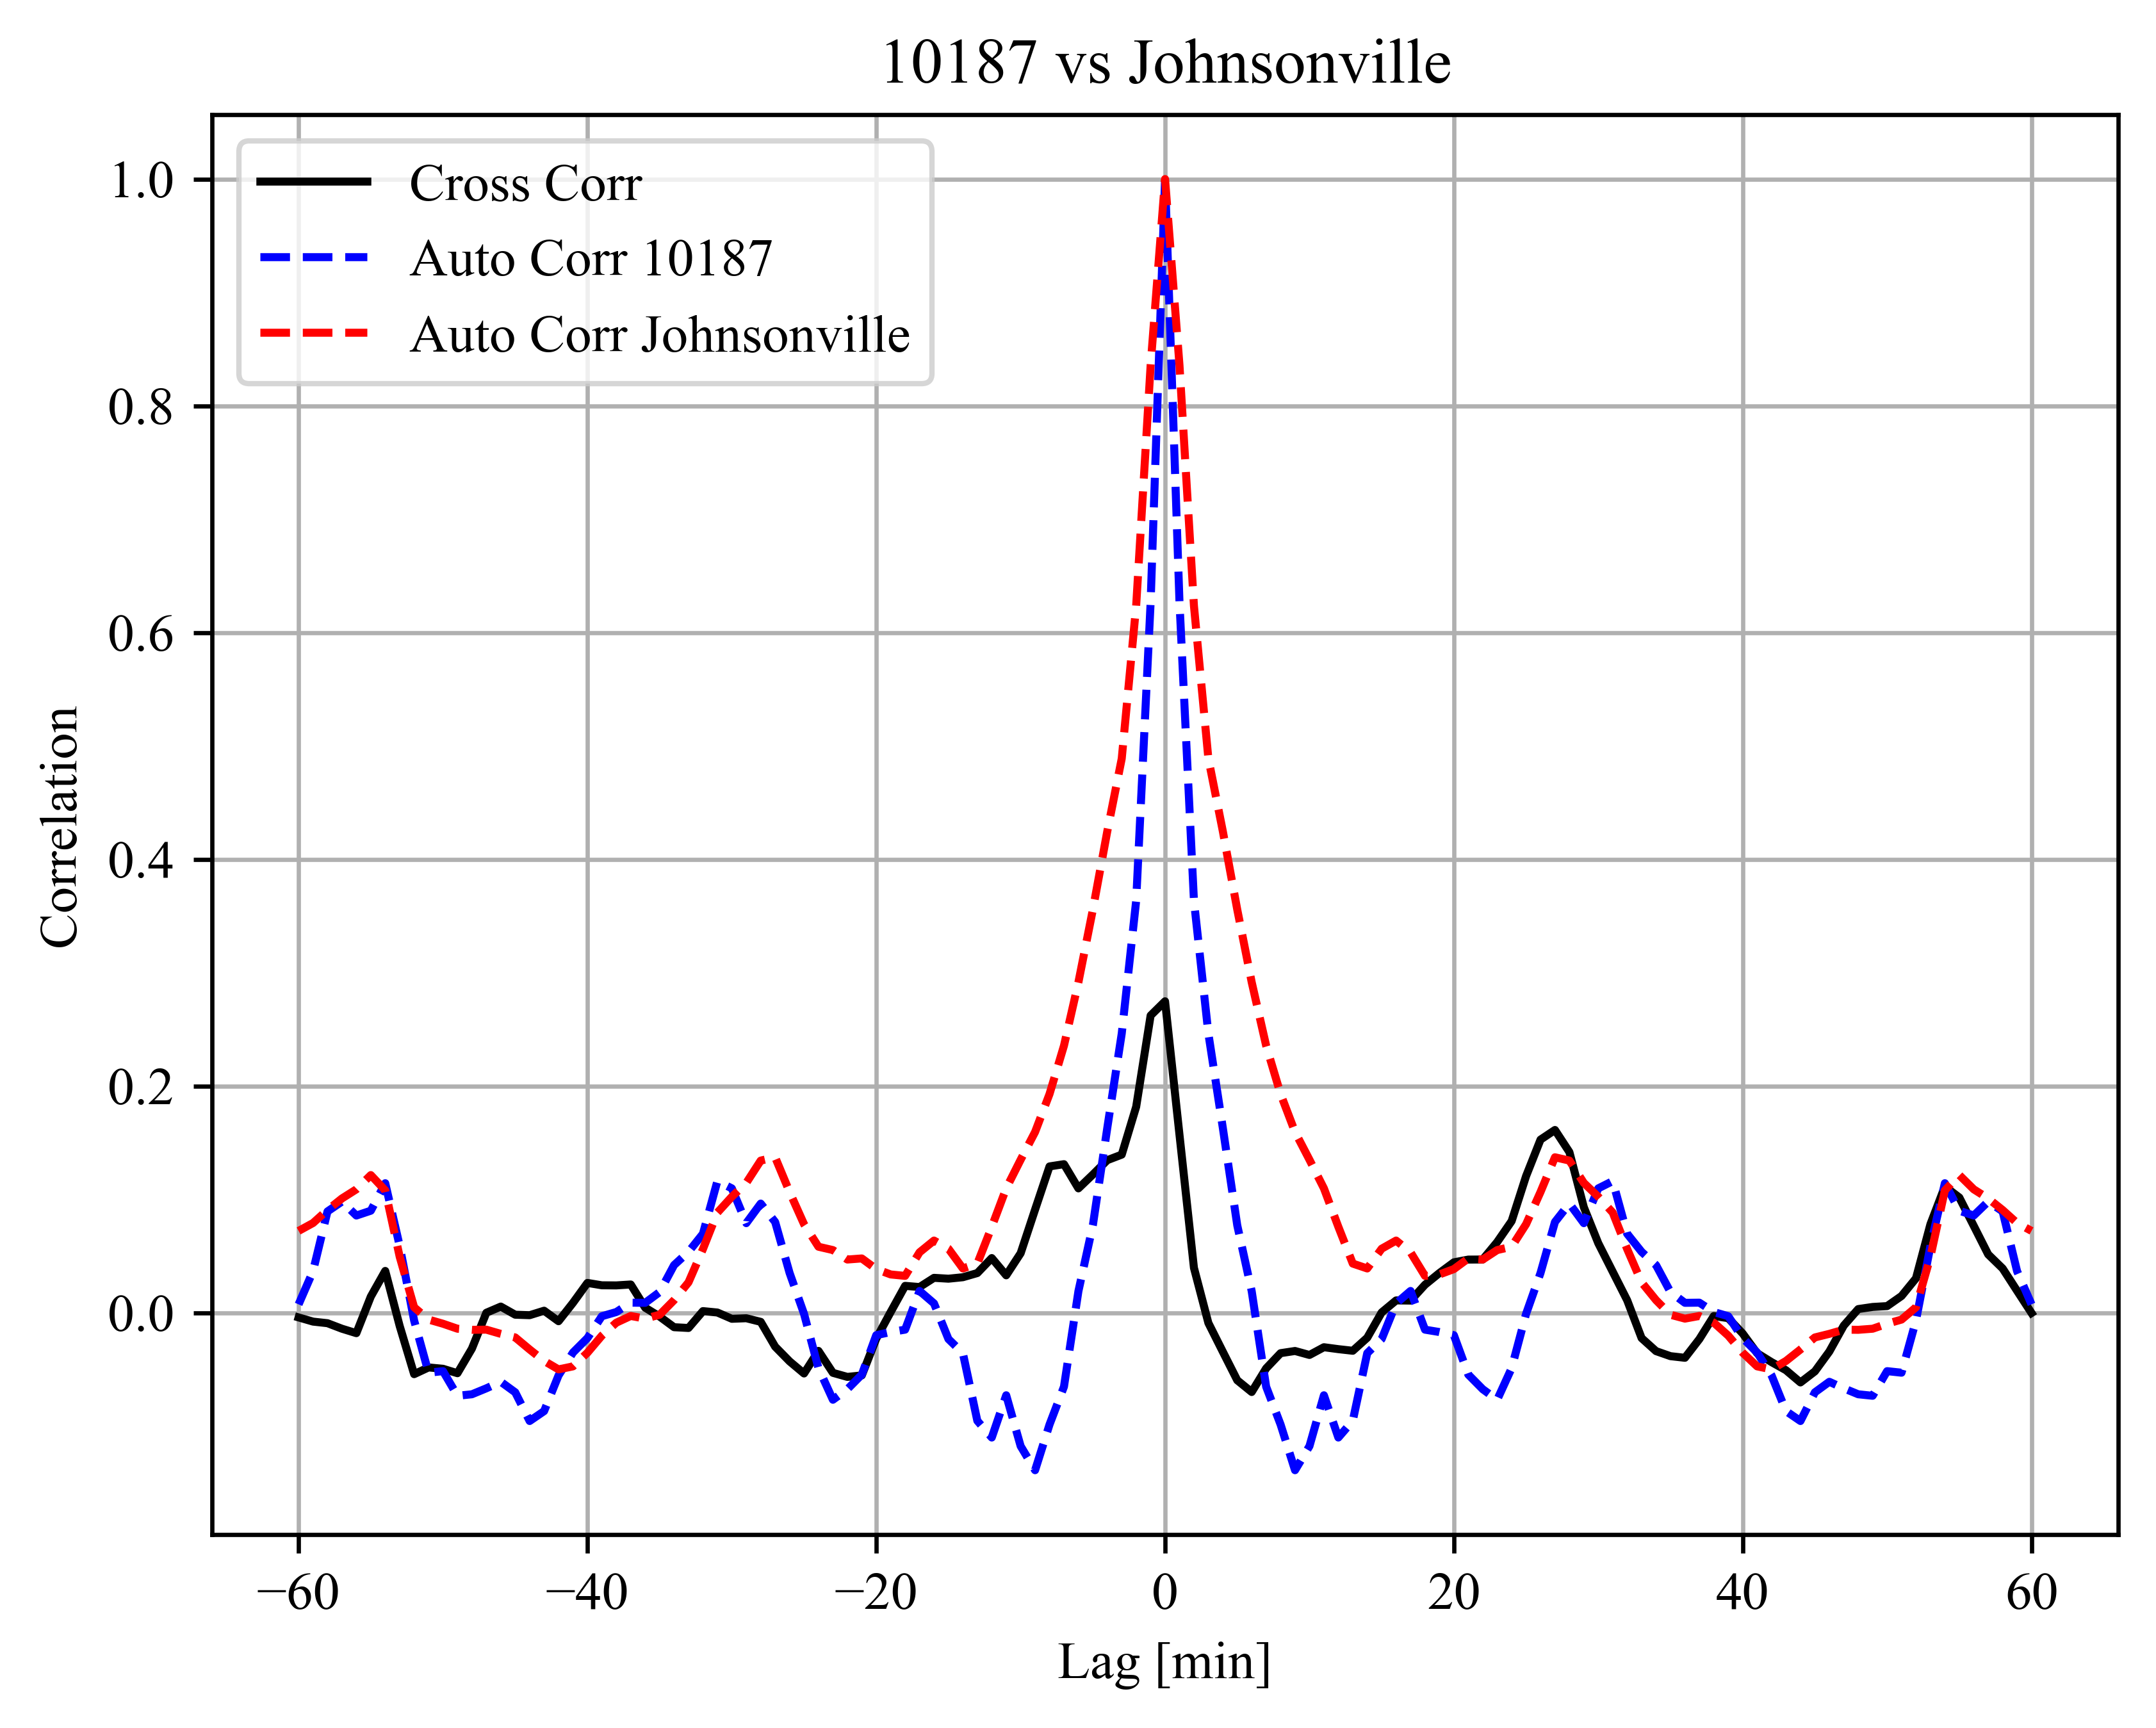 10187 vs Johnsonville
Cross Corr
Auto Corr 10187
Auto Corr Johnsonville
1.0
0.8
0.6
0.4
0.2
0.0
Correlation
−60 −40 −20 0 20 40 60
Lag [min]